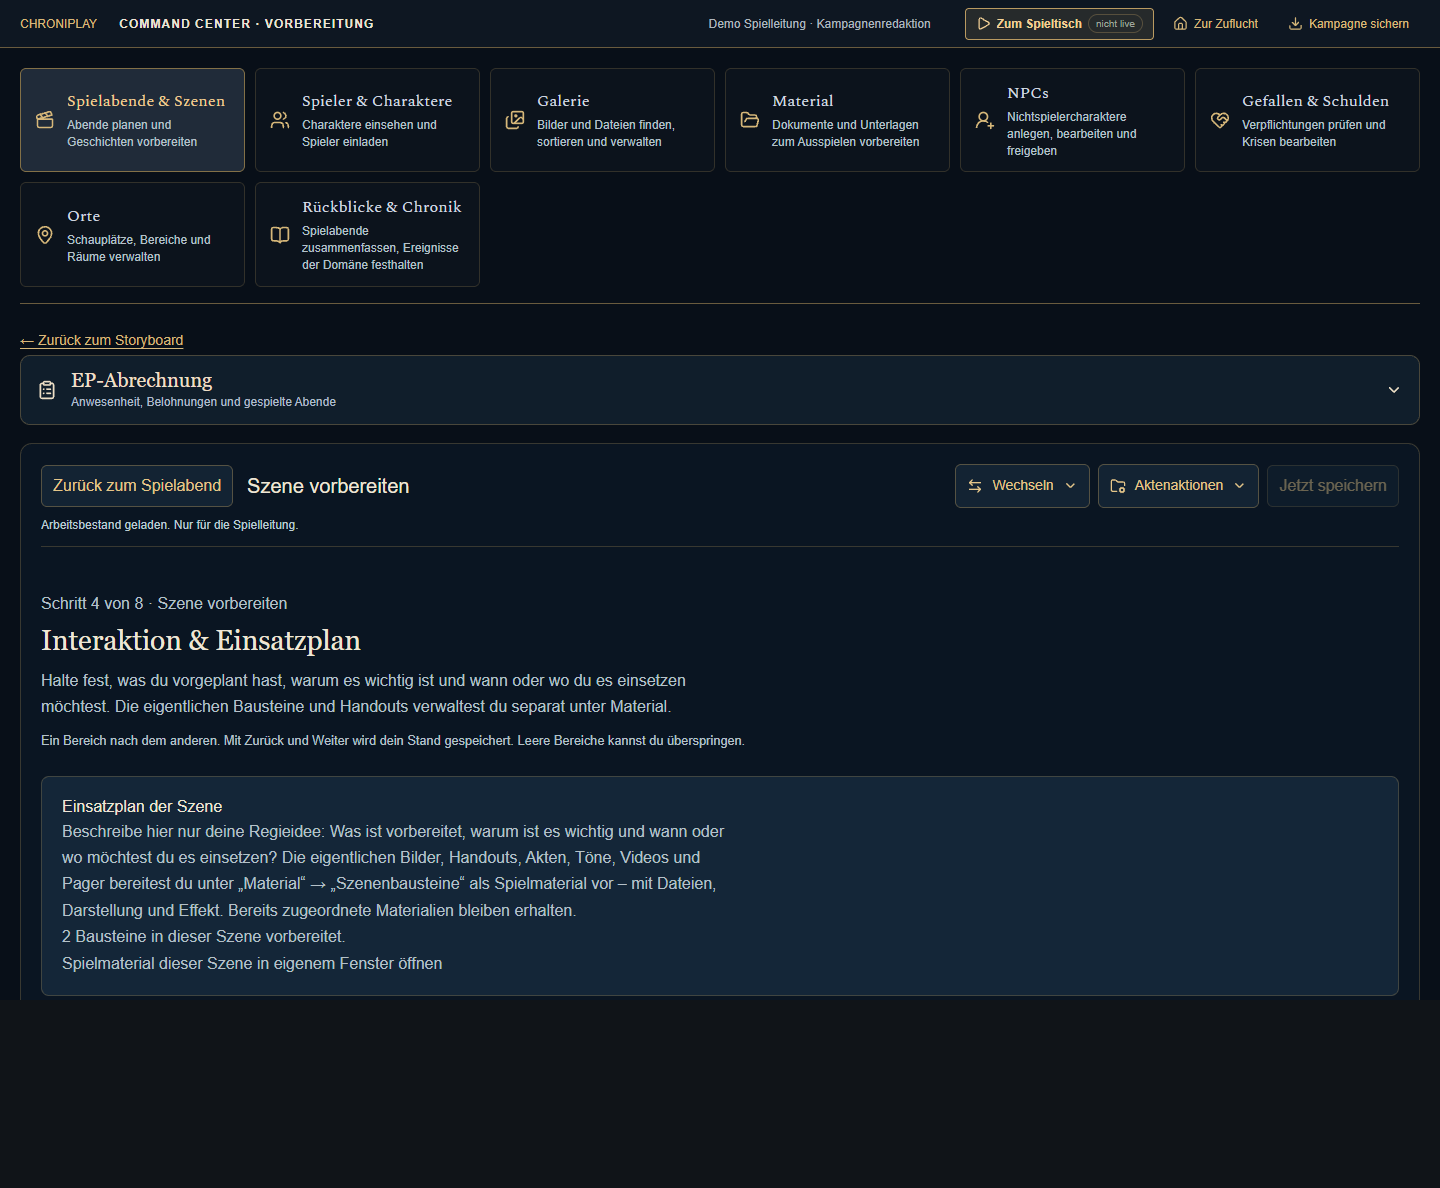 CHRONIPLAY COMMAND CENTER · VORBEREITUNG Demo Spielleitung · Kampagnenredaktion Zum Spieltisch nicht live Zur Zuflucht Kampagne sichern
Spielabende & Szenen
Abende planen und
Geschichten vorbereiten
Spieler & Charaktere
Charaktere einsehen und
Spieler einladen
Galerie
Bilder und Dateien finden,
sortieren und verwalten
Material
Dokumente und Unterlagen
zum Ausspielen vorbereiten
NPCs
Nichtspielercharaktere
anlegen, bearbeiten und
freigeben
Gefallen & Schulden
Verpflichtungen prüfen und
Krisen bearbeiten
Orte
Schauplätze, Bereiche und
Räume verwalten
Rückblicke & Chronik
Spielabende
zusammenfassen, Ereignisse
der Domäne festhalten
← Zurück zum Storyboard
EP-Abrechnung
Anwesenheit, Belohnungen und gespielte Abende
Zurück zum Spielabend Szene vorbereiten Wechseln Aktenaktionen Jetzt speichern
Arbeitsbestand geladen. Nur für die Spielleitung.
Schritt 4 von 8 · Szene vorbereiten
Interaktion & Einsatzplan
Halte fest, was du vorgeplant hast, warum es wichtig ist und wann oder wo du es einsetzen
möchtest. Die eigentlichen Bausteine und Handouts verwaltest du separat unter Material.
Ein Bereich nach dem anderen. Mit Zurück und Weiter wird dein Stand gespeichert. Leere Bereiche kannst du überspringen.
Einsatzplan der Szene
Beschreibe hier nur deine Regieidee: Was ist vorbereitet, warum ist es wichtig und wann oder
wo möchtest du es einsetzen? Die eigentlichen Bilder, Handouts, Akten, Töne, Videos und
Pager bereitest du unter „Material“ → „Szenenbausteine“ als Spielmaterial vor – mit Dateien,
Darstellung und Effekt. Bereits zugeordnete Materialien bleiben erhalten.
2 Bausteine in dieser Szene vorbereitet.
Spielmaterial dieser Szene in eigenem Fenster öffnen